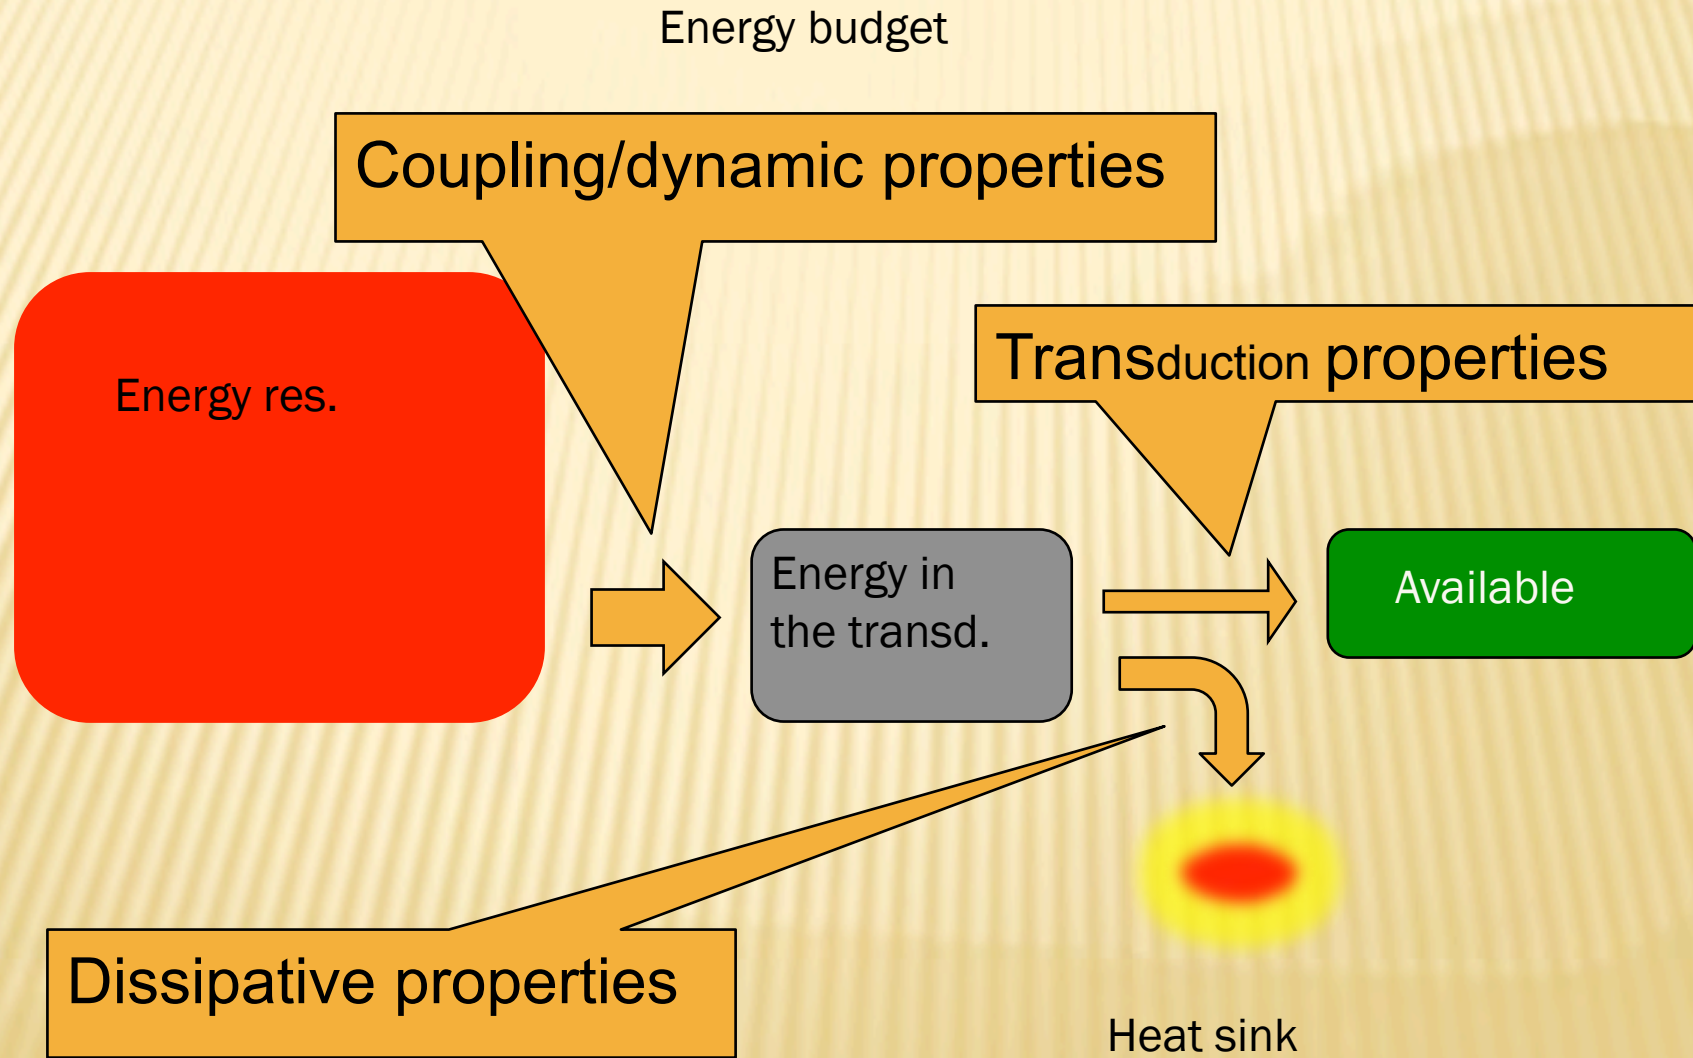 Energy budget
Coupling/dynamic properties
Transduction properties
Energy res.
Energy in
the transd.
Available
Dissipative properties
Heat sink